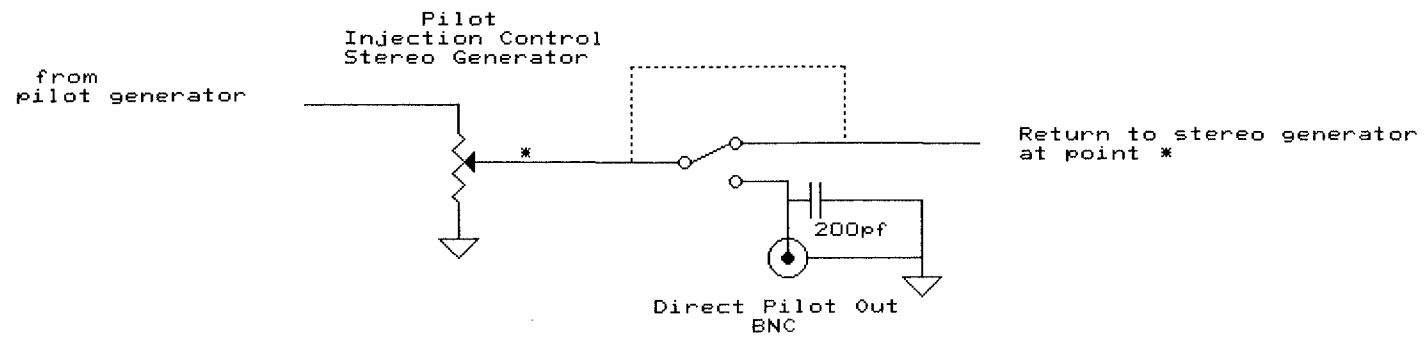 Pilot
Injection Control
Stereo Generator
from
pilot generator
*
Return to stereo generator
at point *
200pf
Direct Pilot Out
BNC